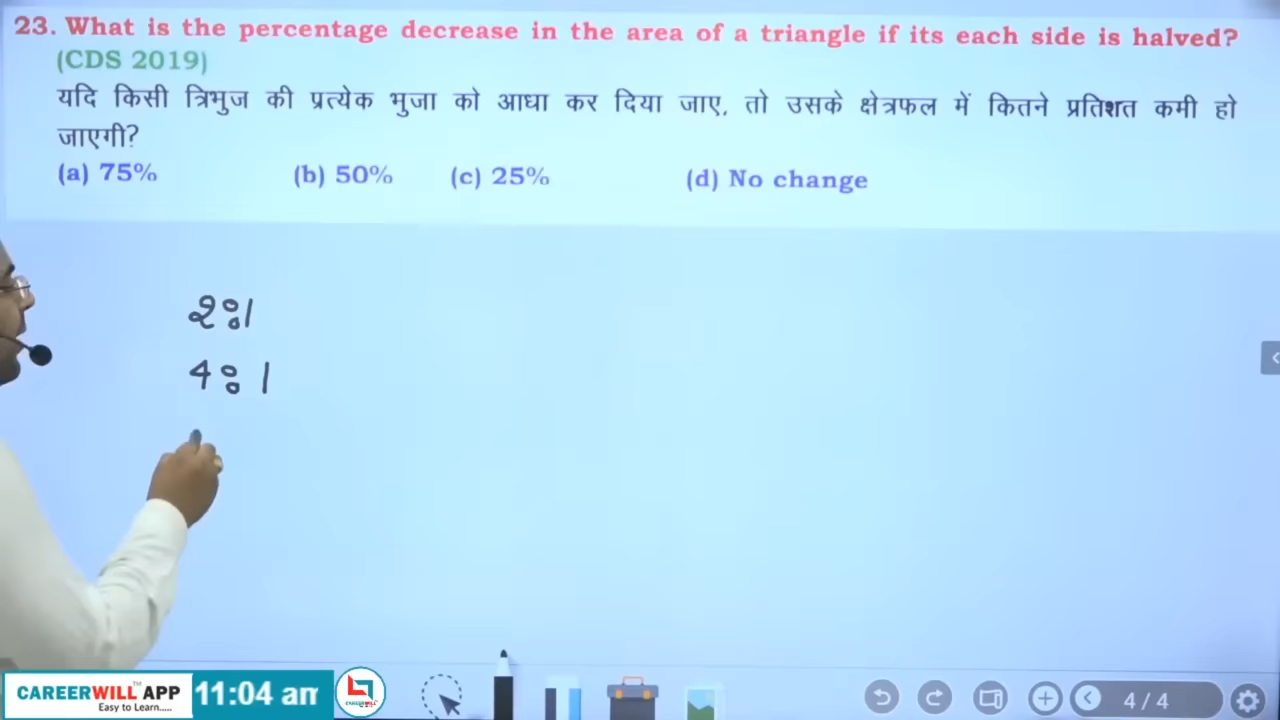 23. What is the percentage decrease in the area of a triangle if its each side is halved?
(CDS 2019)
यदि किसी त्रिभुज की प्रत्येक भुजा को आधा कर दिया जाए, तो उसके क्षेत्रफल में कितने प्रतिशत कमी हो
जाएगी?
(a) 75% (b) 50% (c) 25% (d) No change
2:1
4:1
CAREERWILL APP
Easy to Learn.....
11:04 am
CAREERWILL
4 / 4